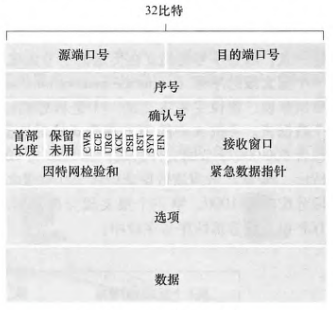 32比特
源端口号 目的端口号
序号
确认号
首部长度 保留未用 CWR ECE URG ACK PSH RST SYN FIN 接收窗口
因特网检验和 紧急数据指针
选项
数据